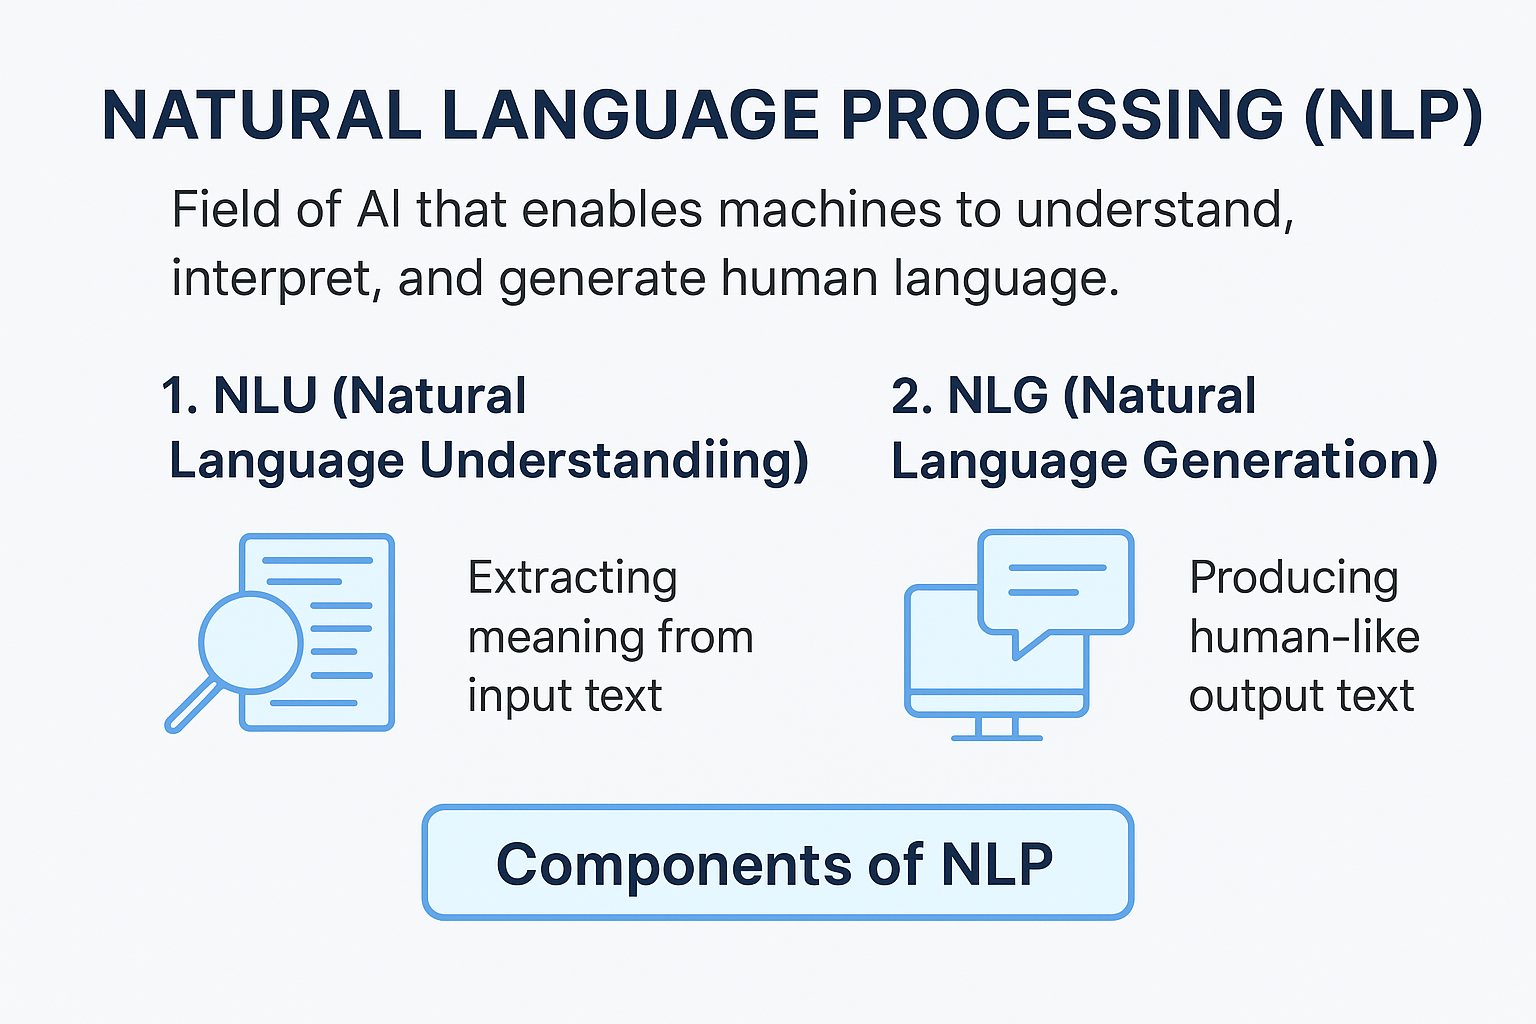 NATURAL LANGUAGE PROCESSING (NLP)
Field of AI that enables machines to understand,
interpret, and generate human language.
1. NLU (Natural
Language Understandiing)
Extracting
meaning from
input text
2. NLG (Natural
Language Generation)
Producing
human-like
output text
Components of NLP